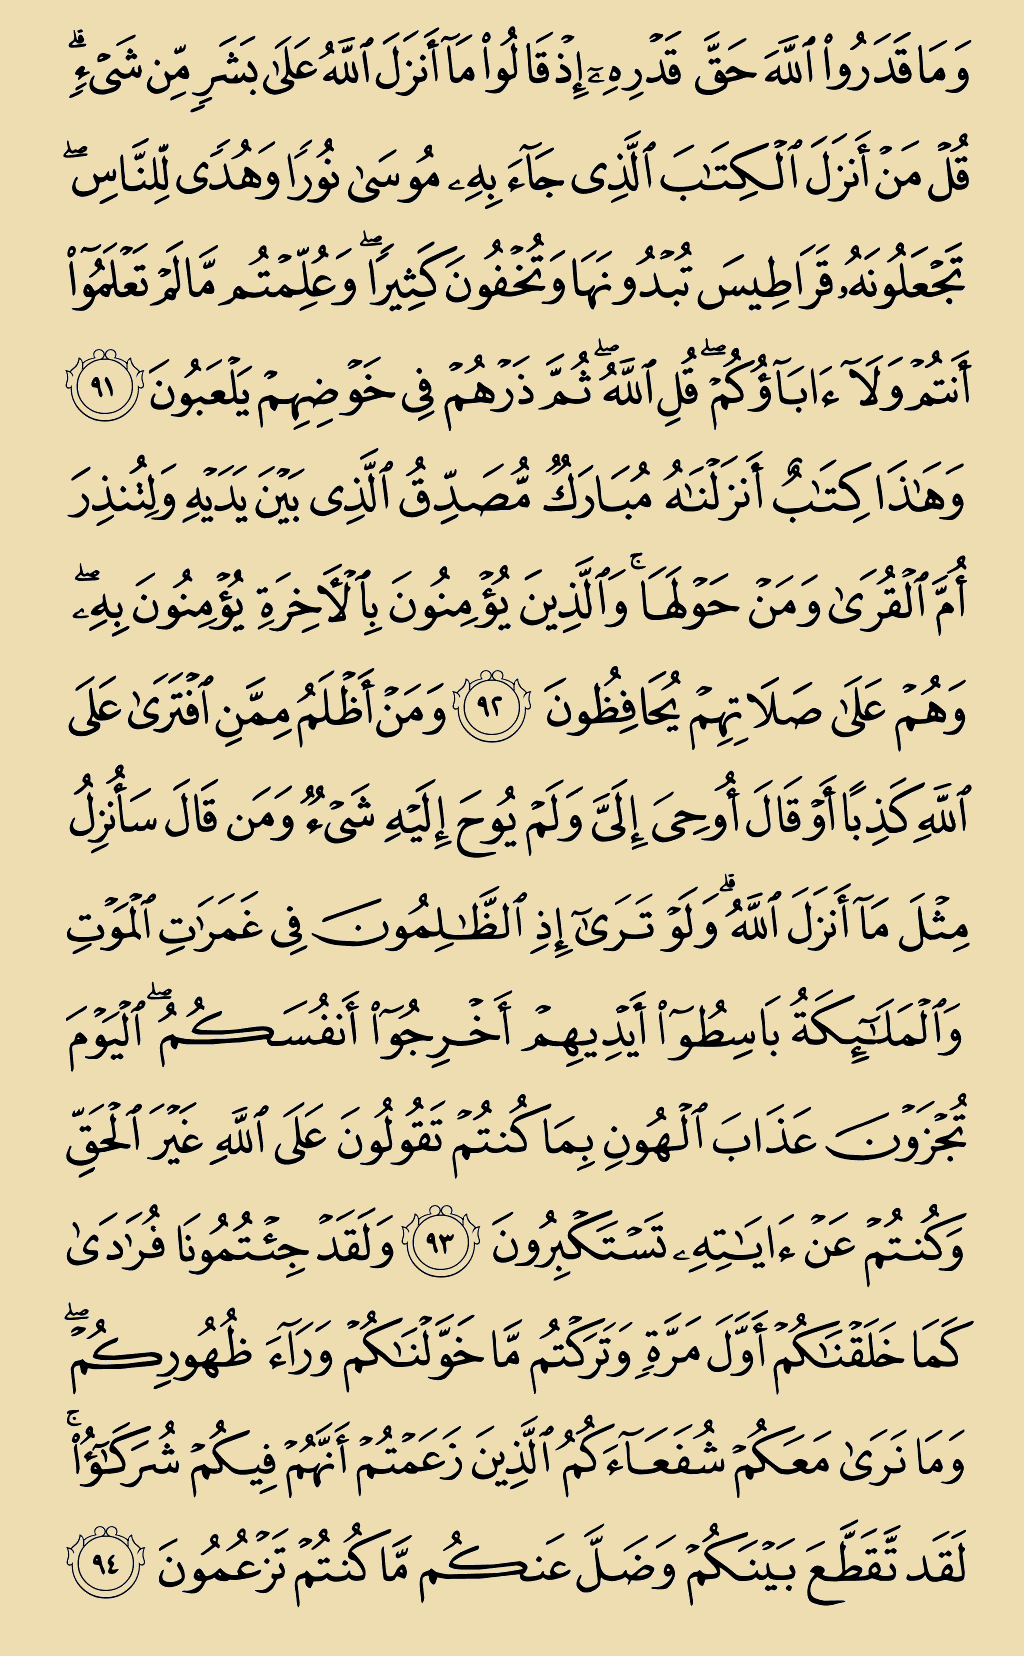 وَمَا قَدَرُوا۟ ٱللَّهَ حَقَّ قَدْرِهِۦٓ إِذْ قَالُوا۟ مَآ أَنزَلَ ٱللَّهُ عَلَىٰ بَشَرٍ مِّن شَىْءٍ ۗ
قُلْ مَنْ أَنزَلَ ٱلْكِتَـٰبَ ٱلَّذِى جَآءَ بِهِۦ مُوسَىٰ نُورًا وَهُدًى لِّلنَّاسِ ۖ
تَجْعَلُونَهُۥ قَرَاطِيسَ تُبْدُونَهَا وَتُخْفُونَ كَثِيرًا ۖ وَعُلِّمْتُم مَّا لَمْ تَعْلَمُوٓا۟
أَنتُمْ وَلَآ ءَابَآؤُكُمْ ۖ قُلِ ٱللَّهُ ۖ ثُمَّ ذَرْهُمْ فِى خَوْضِهِمْ يَلْعَبُونَ ٩١
وَهَـٰذَا كِتَـٰبٌ أَنزَلْنَـٰهُ مُبَارَكٌ مُّصَدِّقُ ٱلَّذِى بَيْنَ يَدَيْهِ وَلِتُنذِرَ
أُمَّ ٱلْقُرَىٰ وَمَنْ حَوْلَهَا ۚ وَٱلَّذِينَ يُؤْمِنُونَ بِٱلْـَٔاخِرَةِ يُؤْمِنُونَ بِهِۦ ۖ
وَهُمْ عَلَىٰ صَلَاتِهِمْ يُحَافِظُونَ ٩٢ وَمَنْ أَظْلَمُ مِمَّنِ ٱفْتَرَىٰ عَلَى
ٱللَّهِ كَذِبًا أَوْ قَالَ أُوحِىَ إِلَىَّ وَلَمْ يُوحَ إِلَيْهِ شَىْءٌ وَمَن قَالَ سَأُنزِلُ
مِثْلَ مَآ أَنزَلَ ٱللَّهُ ۗ وَلَوْ تَرَىٰٓ إِذِ ٱلظَّـٰلِمُونَ فِى غَمَرَٰتِ ٱلْمَوْتِ
وَٱلْمَلَـٰٓئِكَةُ بَاسِطُوٓا۟ أَيْدِيهِمْ أَخْرِجُوٓا۟ أَنفُسَكُمُ ۖ ٱلْيَوْمَ
تُجْزَوْنَ عَذَابَ ٱلْهُونِ بِمَا كُنتُمْ تَقُولُونَ عَلَى ٱللَّهِ غَيْرَ ٱلْحَقِّ
وَكُنتُمْ عَنْ ءَايَـٰتِهِۦ تَسْتَكْبِرُونَ ٩٣ وَلَقَدْ جِئْتُمُونَا فُرَٰدَىٰ
كَمَا خَلَقْنَـٰكُمْ أَوَّلَ مَرَّةٍ وَتَرَكْتُم مَّا خَوَّلْنَـٰكُمْ وَرَآءَ ظُهُورِكُمْ ۖ
وَمَا نَرَىٰ مَعَكُمْ شُفَعَآءَكُمُ ٱلَّذِينَ زَعَمْتُمْ أَنَّهُمْ فِيكُمْ شُرَكَـٰٓؤُا۟ ۚ
لَقَد تَّقَطَّعَ بَيْنَكُمْ وَضَلَّ عَنكُم مَّا كُنتُمْ تَزْعُمُونَ ٩٤